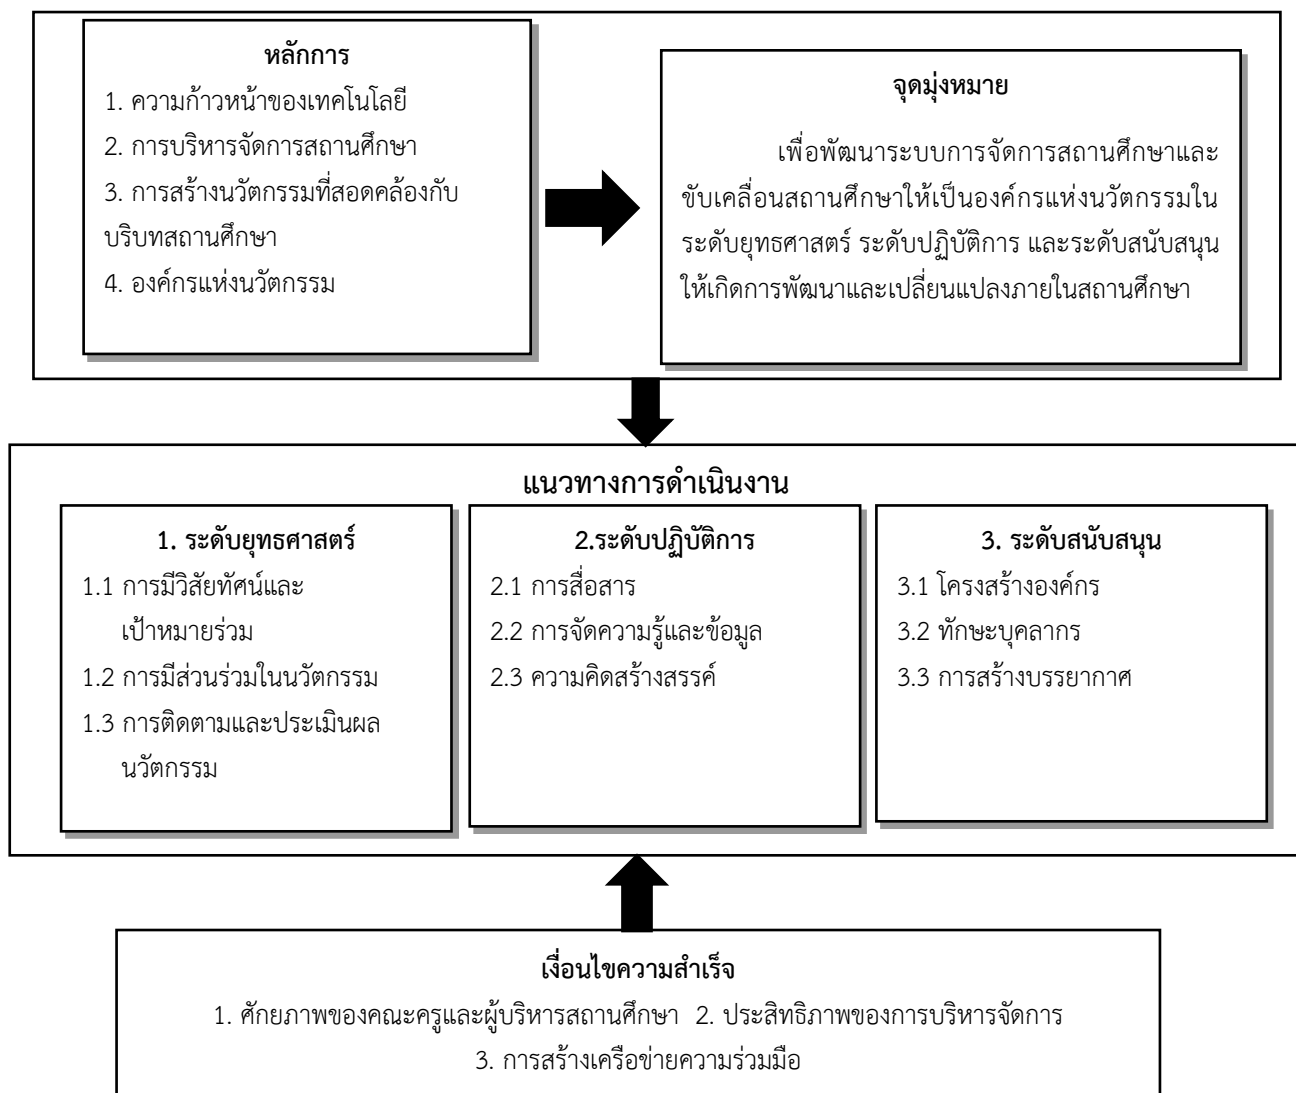 หลักการ
1. ความก้าวหน้าของเทคโนโลยี
2. การบริหารจัดการสถานศึกษา
3. การสร้างนวัตกรรมที่สอดคล้องกับ
บริบทสถานศึกษา
4. องค์กรแห่งนวัตกรรม
จุดมุ่งหมาย
เพื่อพัฒนาระบบการจัดการสถานศึกษาและ
ขับเคลื่อนสถานศึกษาให้เป็นองค์กรแห่งนวัตกรรมใน
ระดับยุทธศาสตร์ ระดับปฏิบัติการ และระดับสนับสนุน
ให้เกิดการพัฒนาและเปลี่ยนแปลงภายในสถานศึกษา
แนวทางการดำเนินงาน
1. ระดับยุทธศาสตร์
1.1 การมีวิสัยทัศน์และ
เป้าหมายร่วม
1.2 การมีส่วนร่วมในนวัตกรรม
1.3 การติดตามและประเมินผล
นวัตกรรม
2.ระดับปฏิบัติการ
2.1 การสื่อสาร
2.2 การจัดความรู้และข้อมูล
2.3 ความคิดสร้างสรรค์
3. ระดับสนับสนุน
3.1 โครงสร้างองค์กร
3.2 ทักษะบุคลากร
3.3 การสร้างบรรยากาศ
เงื่อนไขความสำเร็จ
1. ศักยภาพของคณะครูและผู้บริหารสถานศึกษา 2. ประสิทธิภาพของการบริหารจัดการ
3. การสร้างเครือข่ายความร่วมมือ